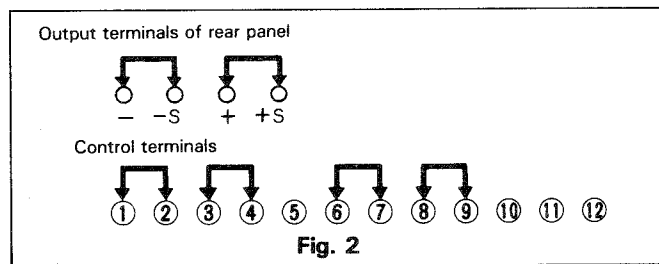 Output terminals of rear panel
− −S + +S
Control terminals
① ② ③ ④ ⑤ ⑥ ⑦ ⑧ ⑨ ⑩ ⑪ ⑫
Fig. 2